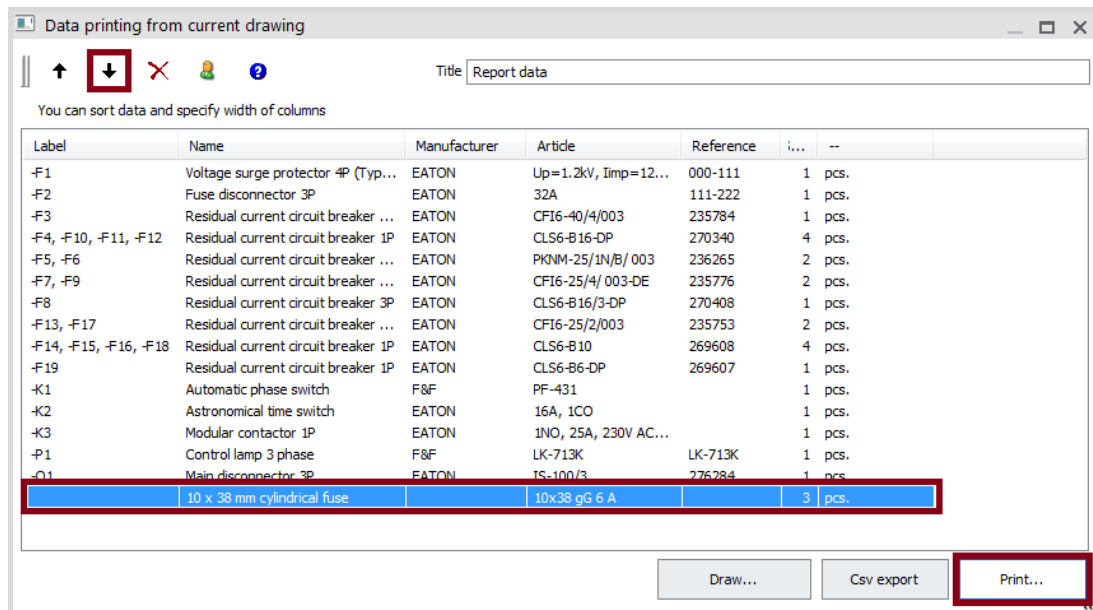 Data printing from current drawing
Title Report data
You can sort data and specify width of columns
Label Name Manufacturer Article Reference --
-F1 Voltage surge protector 4P (Typ... EATON Up=1.2kV, Iimp=12... 000-111 1 pcs.
-F2 Fuse disconnector 3P EATON 32A 111-222 1 pcs.
-F3 Residual current circuit breaker ... EATON CFI6-40/4/003 235784 1 pcs.
-F4, -F10, -F11, -F12 Residual current circuit breaker 1P EATON CLS6-B16-DP 270340 4 pcs.
-F5, -F6 Residual current circuit breaker ... EATON PKNM-25/1N/B/ 003 236265 2 pcs.
-F7, -F9 Residual current circuit breaker ... EATON CFI6-25/4/ 003-DE 235776 2 pcs.
-F8 Residual current circuit breaker 3P EATON CLS6-B16/3-DP 270408 1 pcs.
-F13, -F17 Residual current circuit breaker ... EATON CFI6-25/2/003 235753 2 pcs.
-F14, -F15, -F16, -F18 Residual current circuit breaker 1P EATON CLS6-B10 269608 4 pcs.
-F19 Residual current circuit breaker 1P EATON CLS6-B6-DP 269607 1 pcs.
-K1 Automatic phase switch F&F PF-431 1 pcs.
-K2 Astronomical time switch EATON 16A, 1CO 1 pcs.
-K3 Modular contactor 1P EATON 1NO, 25A, 230V AC... 1 pcs.
-P1 Control lamp 3 phase F&F LK-713K LK-713K 1 pcs.
-Q1 Main disconnector 3P EATON IS-100/3 276284 1 pcs.
10 x 38 mm cylindrical fuse 10x38 gG 6 A 3 pcs.
Draw... Csv export Print...